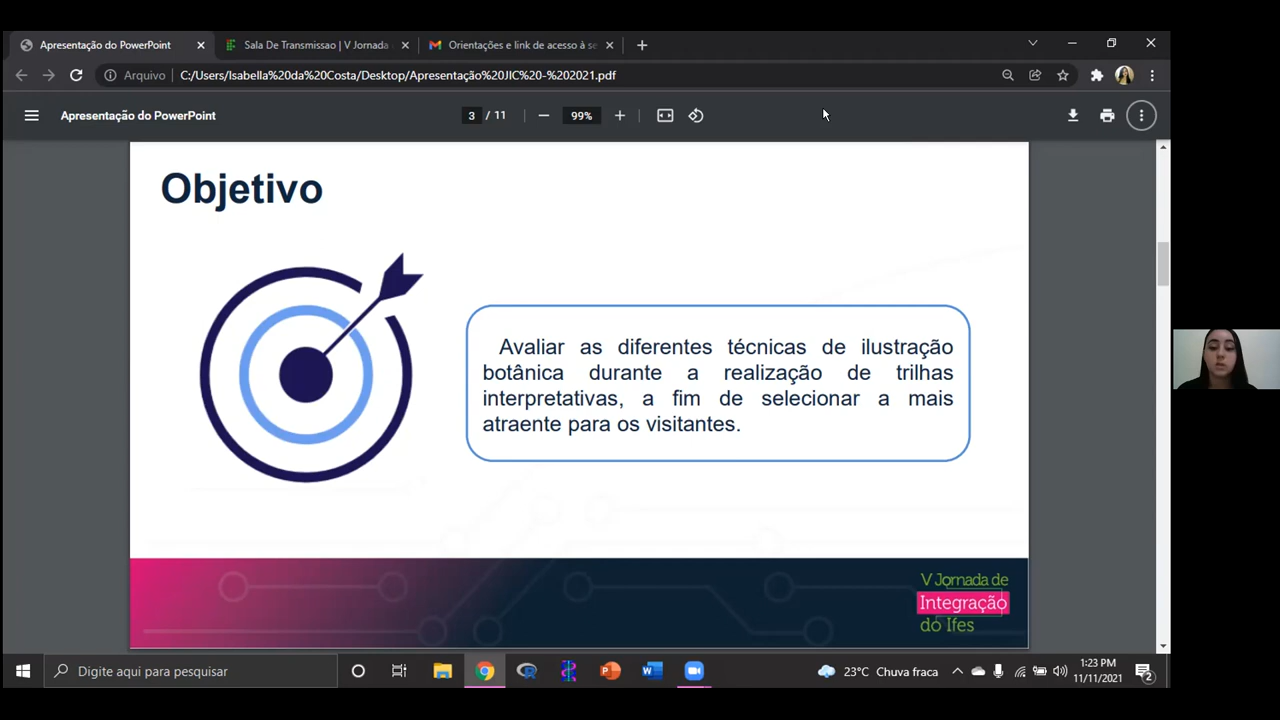 Apresentação do PowerPoint
Sala De Transmissao | V Jornada
Orientações e link de acesso à se
Arquivo
C:/Users/Isabella%20da%20Costa/Desktop/Apresentação%20JIC%20-%202021.pdf
Apresentação do PowerPoint
3 / 11
99%
Objetivo
Avaliar as diferentes técnicas de ilustração
botânica durante a realização de trilhas
interpretativas, a fim de selecionar a mais
atraente para os visitantes.
V Jornada de
Integração
do Ifes
Digite aqui para pesquisar
23°C Chuva fraca
1:23 PM
11/11/2021
2